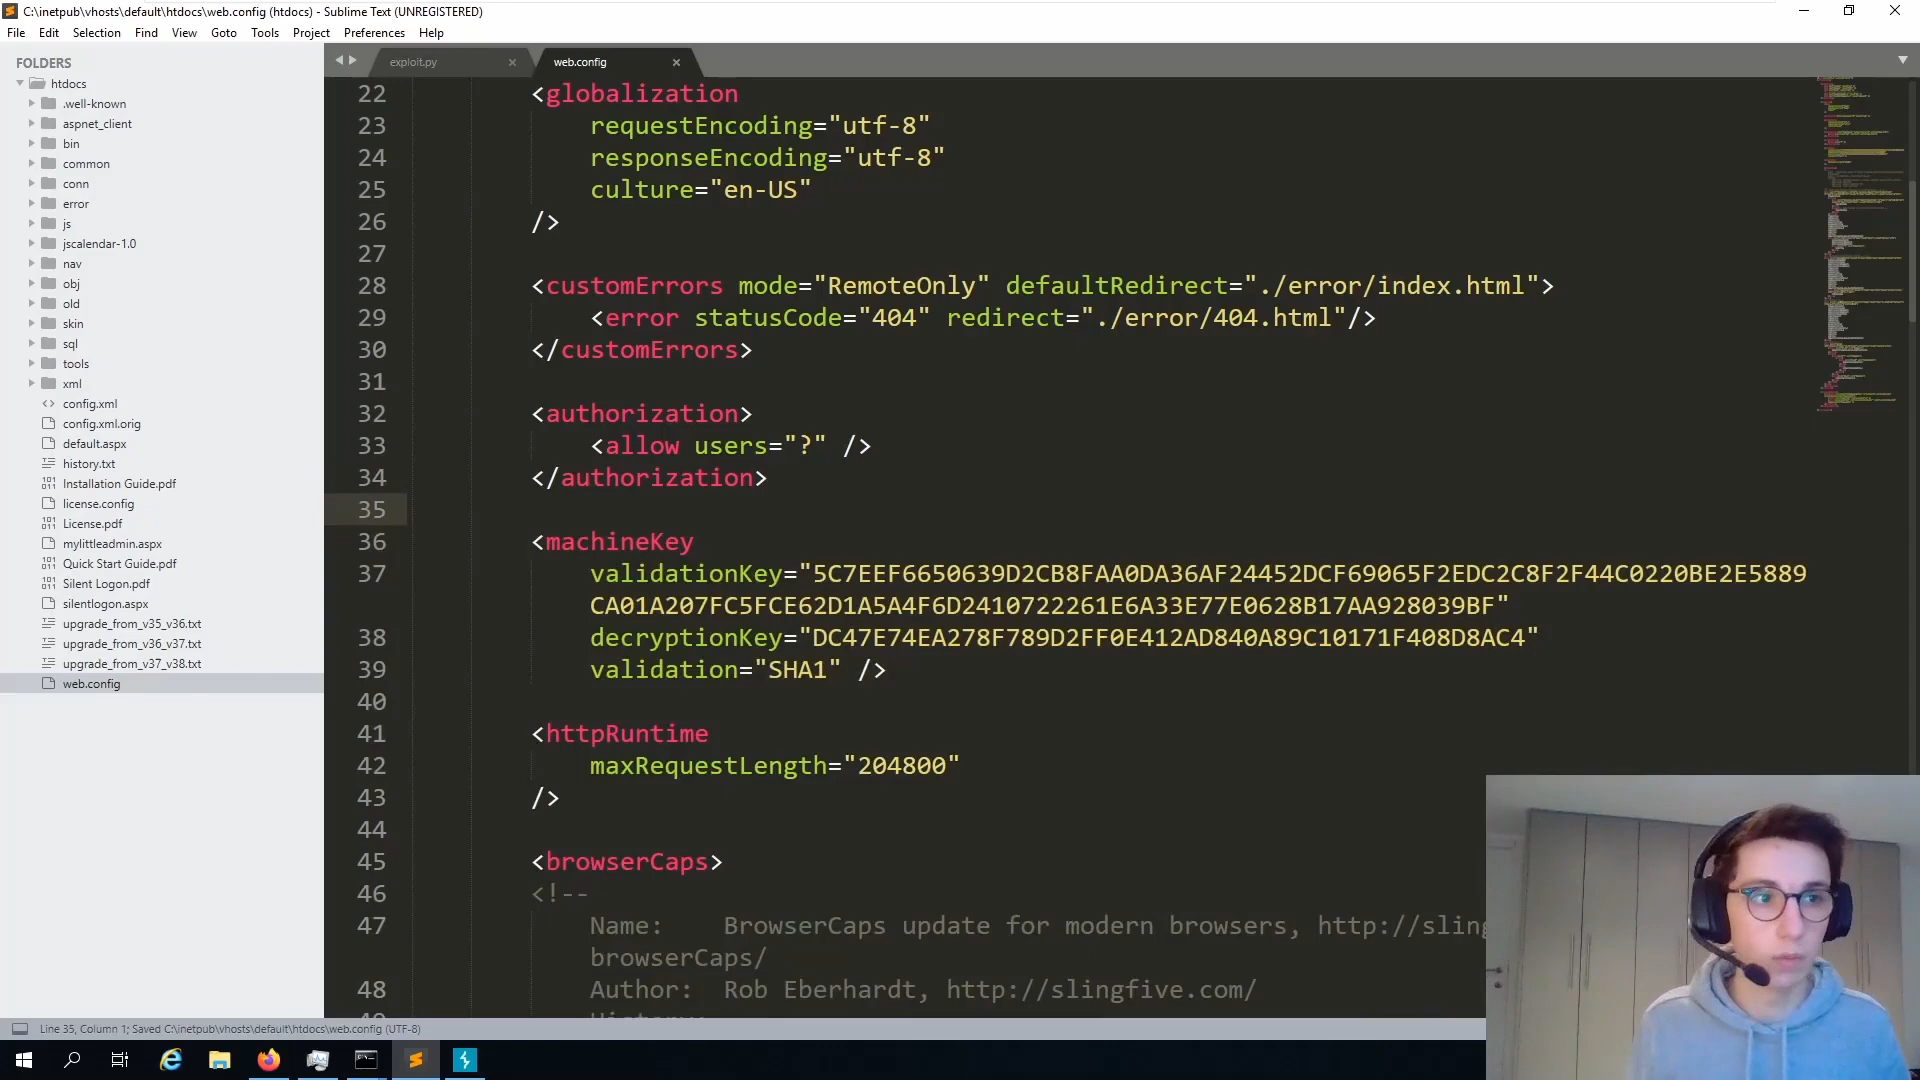 C:\inetpub\vhosts\default\htdocs\web.config (htdocs) - Sublime Text (UNREGISTERED)
File Edit Selection Find View Goto Tools Project Preferences Help
FOLDERS
htdocs
.well-known
aspnet_client
bin
common
conn
error
js
jscalendar-1.0
nav
obj
old
skin
sql
tools
xml
config.xml
config.xml.orig
default.aspx
history.txt
Installation Guide.pdf
license.config
License.pdf
mylittleadmin.aspx
Quick Start Guide.pdf
Silent Logon.pdf
silentlogon.aspx
upgrade_from_v35_v36.txt
upgrade_from_v36_v37.txt
upgrade_from_v37_v38.txt
web.config
exploit.py web.config
22 <globalization
23 requestEncoding="utf-8"
24 responseEncoding="utf-8"
25 culture="en-US"
26 />
27
28 <customErrors mode="RemoteOnly" defaultRedirect="./error/index.html">
29 <error statusCode="404" redirect="./error/404.html"/>
30 </customErrors>
31
32 <authorization>
33 <allow users="?" />
34 </authorization>
35
36 <machineKey
37 validationKey="5C7EEF6650639D2CB8FAA0DA36AF24452DCF69065F2EDC2C8F2F44C0220BE2E5889
CA01A207FC5FCE62D1A5A4F6D2410722261E6A33E77E0628B17AA928039BF"
38 decryptionKey="DC47E74EA278F789D2FF0E412AD840A89C10171F408D8AC4"
39 validation="SHA1" />
40
41 <httpRuntime
42 maxRequestLength="204800"
43 />
44
45 <browserCaps>
46 <!--
47 Name: BrowserCaps update for modern browsers, http://sling
browserCaps/
48 Author: Rob Eberhardt, http://slingfive.com/
Line 35, Column 1; Saved C:\inetpub\vhosts\default\htdocs\web.config (UTF-8)